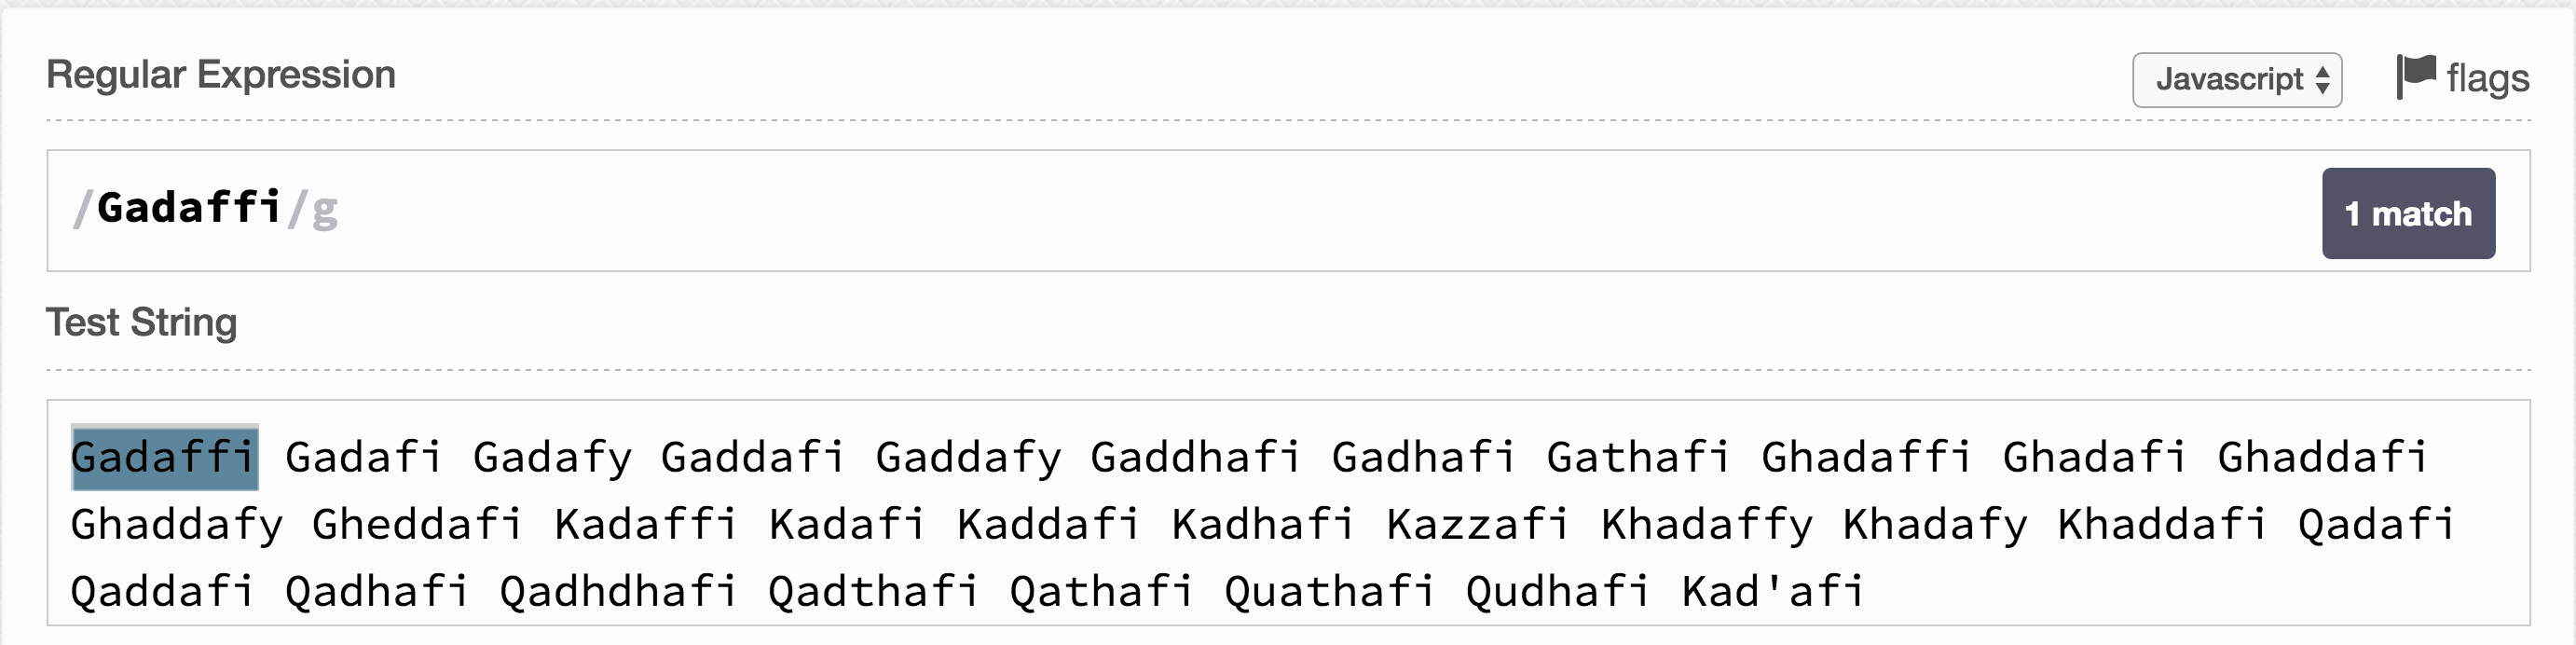 Regular Expression
Javascript
flags
/Gadaffi/g
1 match
Test String
Gadaffi Gadafi Gadafy Gaddafi Gaddafy Gaddhafi Gadhafi Gathafi Ghadaffi Ghadafi Ghaddafi
Ghaddafy Gheddafi Kadaffi Kadafi Kaddafi Kadhafi Kazzafi Khadaffy Khadafy Khaddafi Qadafi
Qaddafi Qadhafi Qadhdhafi Qadthafi Qathafi Quathafi Qudhafi Kad'afi